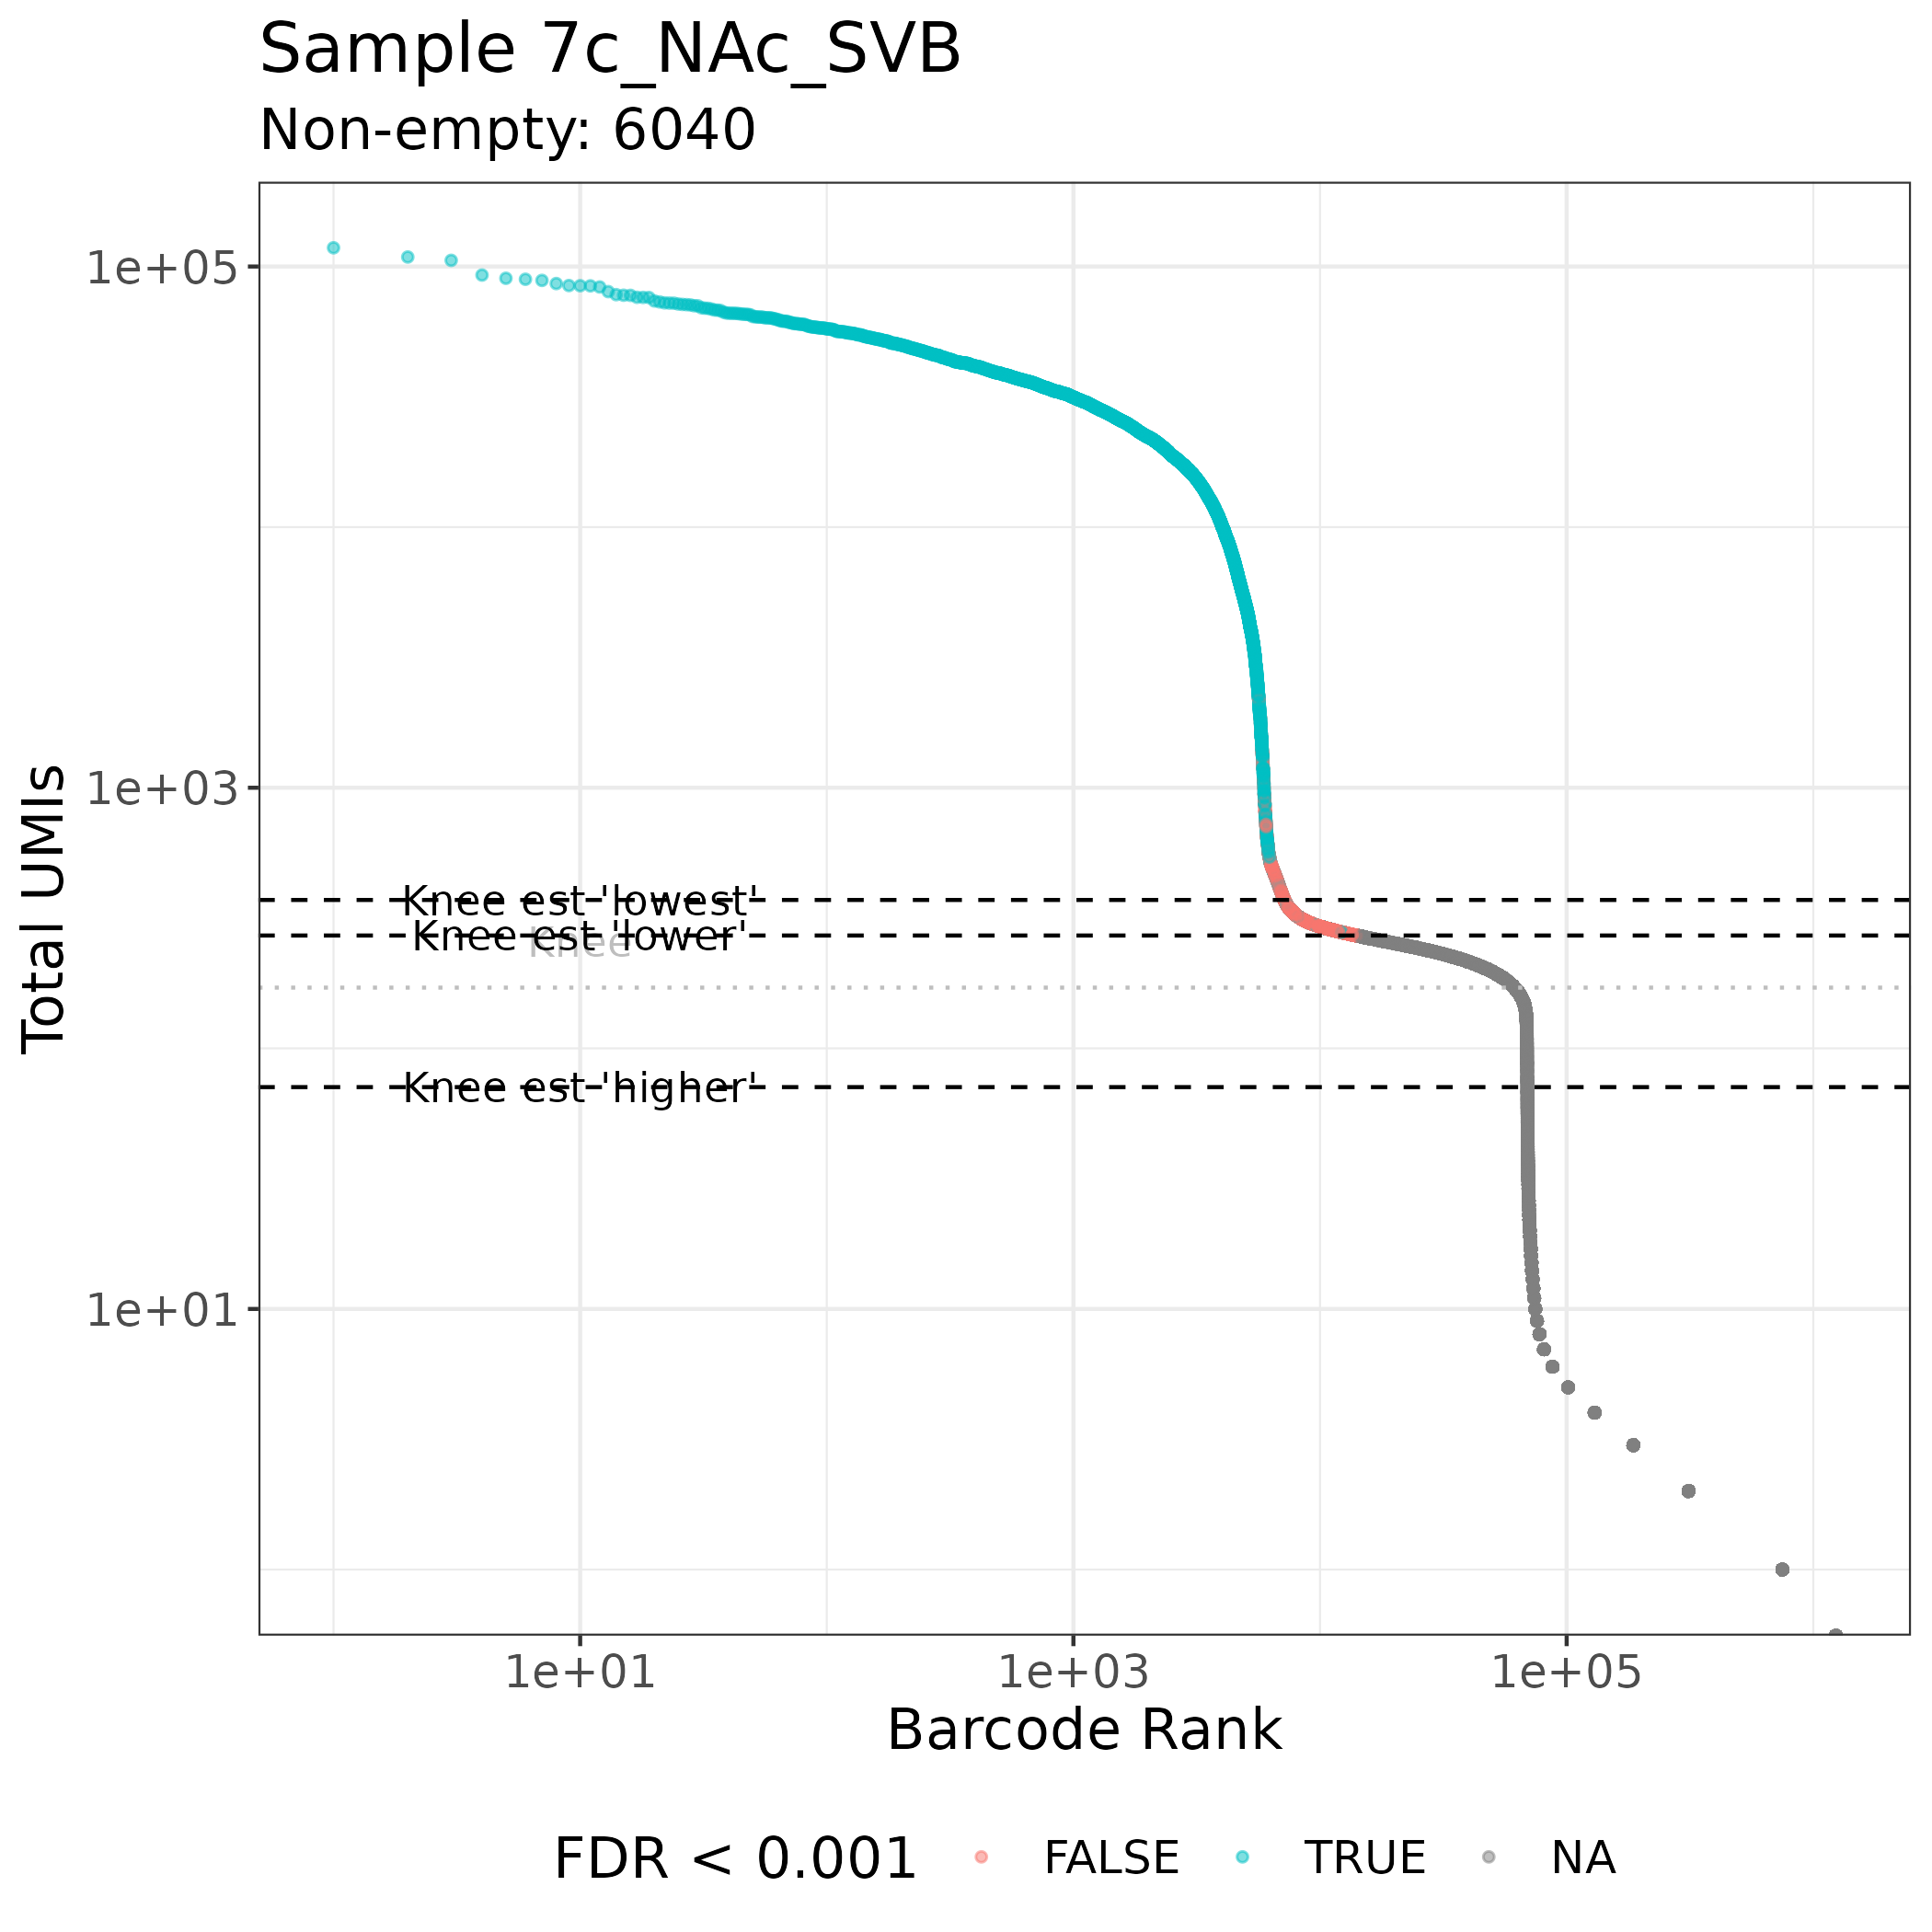 Sample 7c_NAc_SVB
Non-empty: 6040
Total UMIs
1e+05
1e+03
Knee est 'lowest'
Knee est 'lower'
Knee
Knee est 'higher'
1e+01
1e+01 1e+03 1e+05
Barcode Rank
FDR < 0.001 FALSE TRUE NA